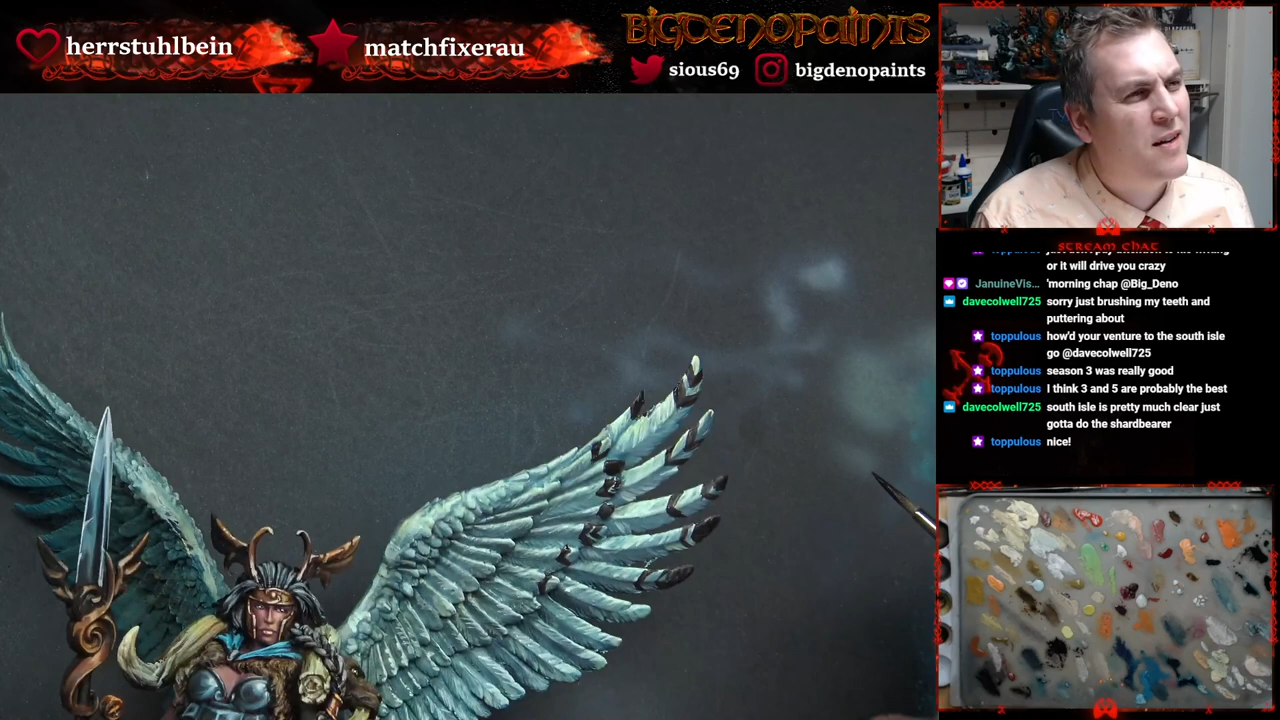 herrstuhlbein
matchfixerau
BIGDENOPAINTS
sious69
bigdenopaints
STREAM CHAT
toppulous
or it will drive you crazy
JanuineVis... 'morning chap @Big_Deno
davecolwell725 sorry just brushing my teeth and
puttering about
toppulous how'd your venture to the south isle
go @davecolwell725
toppulous season 3 was really good
toppulous I think 3 and 5 are probably the best
davecolwell725 south isle is pretty much clear just
gotta do the shardbearer
toppulous nice!